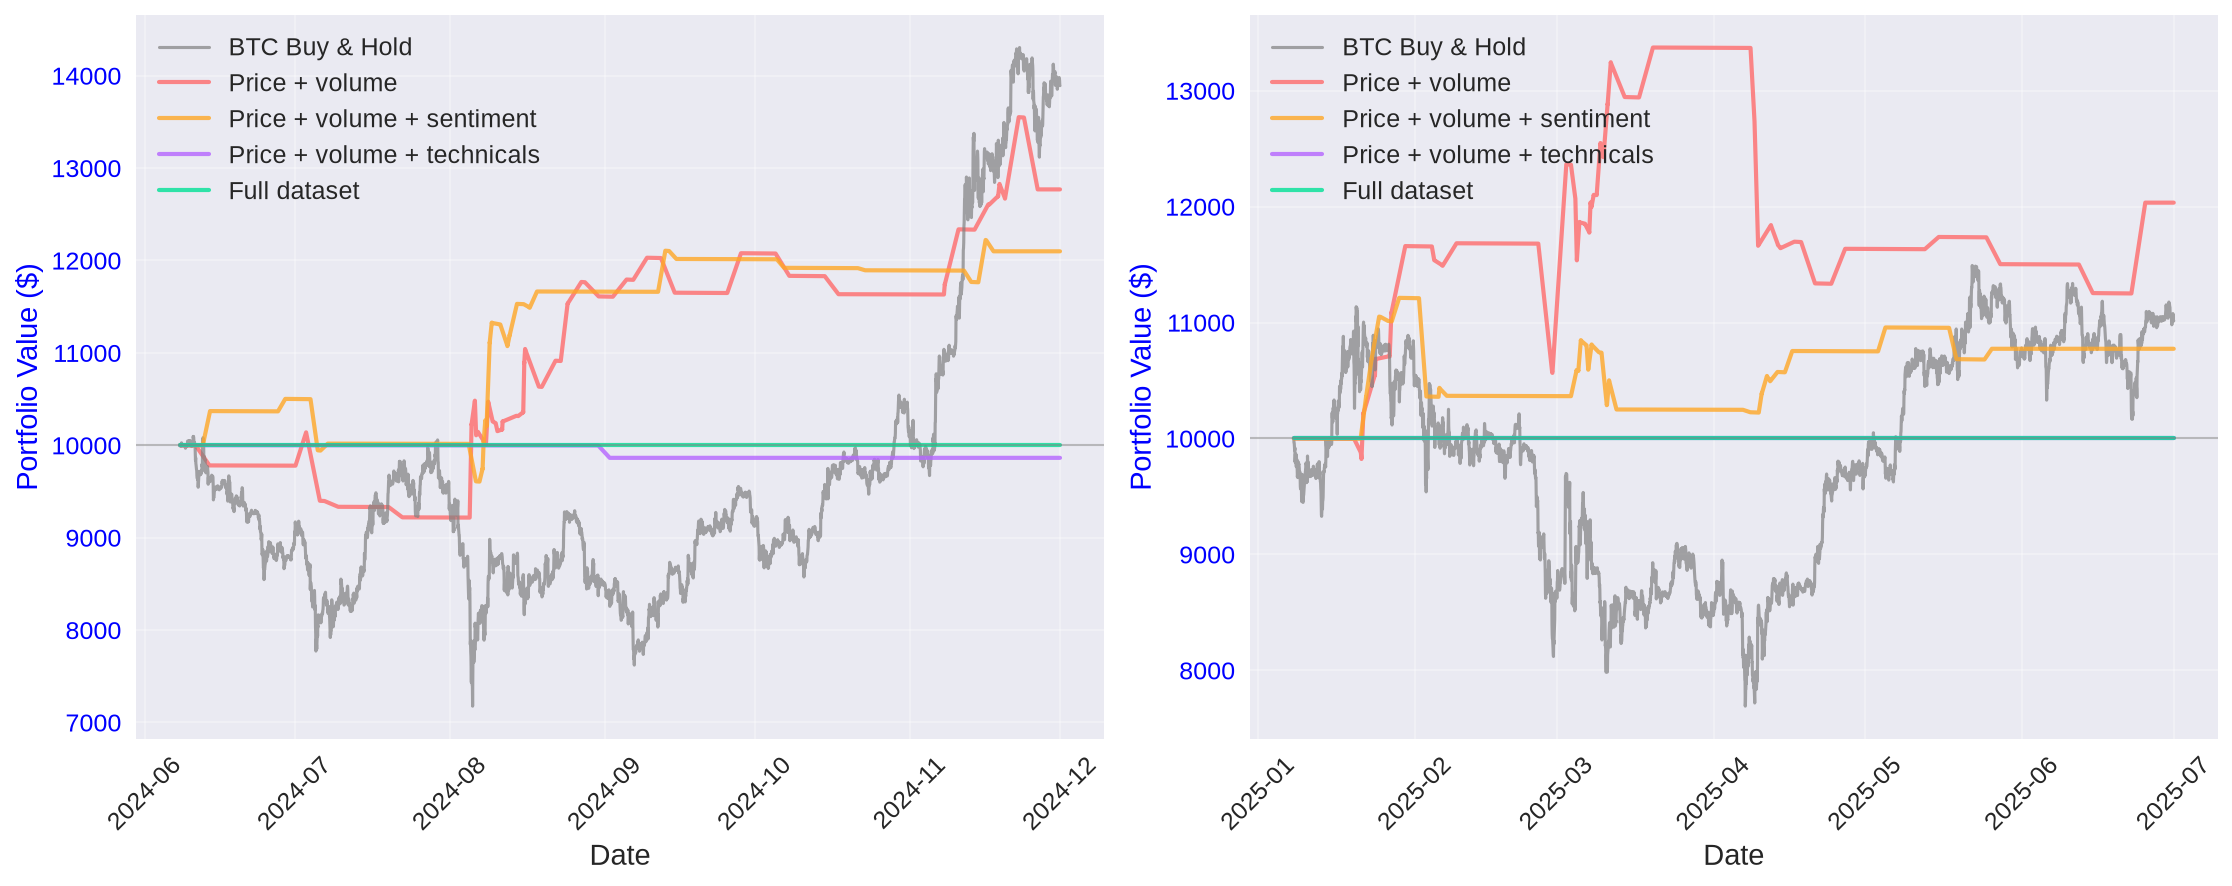 BTC Buy & Hold
Price + volume
Price + volume + sentiment
Price + volume + technicals
Full dataset
14000
13000
12000
11000
10000
9000
8000
7000
Portfolio Value ($)
2024-06
2024-07
2024-08
2024-09
2024-10
2024-11
2024-12
Date
BTC Buy & Hold
Price + volume
Price + volume + sentiment
Price + volume + technicals
Full dataset
13000
12000
11000
10000
9000
8000
Portfolio Value ($)
2025-01
2025-02
2025-03
2025-04
2025-05
2025-06
2025-07
Date